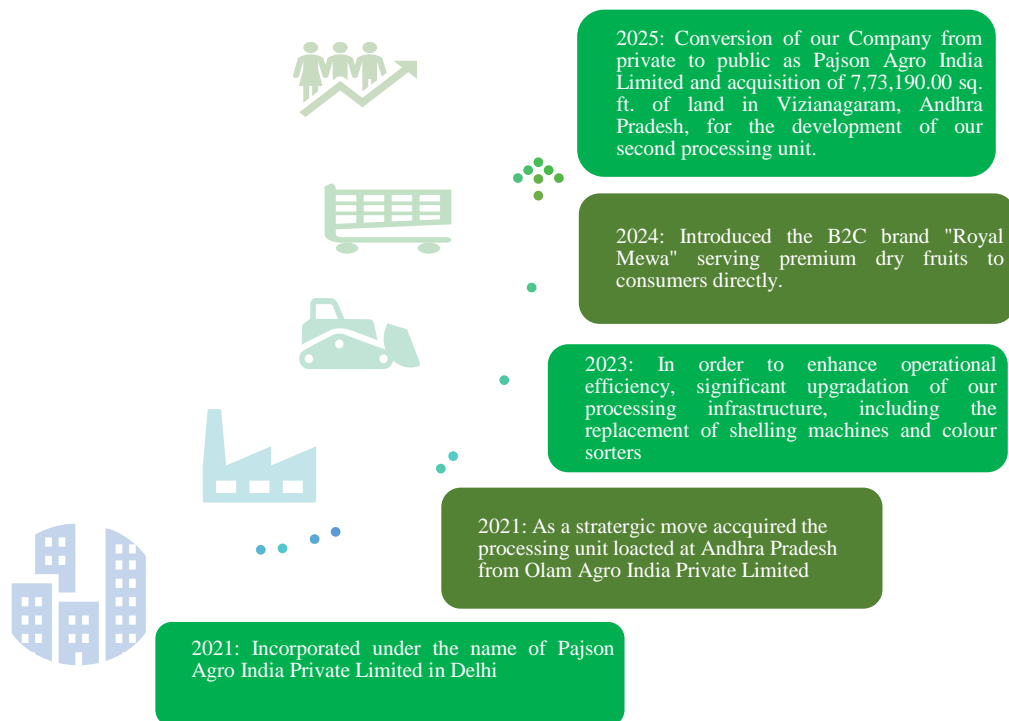 2025: Conversion of our Company from
private to public as Pajson Agro India
Limited and acquisition of 7,73,190.00 sq.
ft. of land in Vizianagaram, Andhra
Pradesh, for the development of our
second processing unit.
2024: Introduced the B2C brand "Royal
Mewa" serving premium dry fruits to
consumers directly.
2023: In order to enhance operational
efficiency, significant upgradation of our
processing infrastructure, including the
replacement of shelling machines and colour
sorters
2021: As a stratergic move accquired the
processing unit loacted at Andhra Pradesh
from Olam Agro India Private Limited
2021: Incorporated under the name of Pajson
Agro India Private Limited in Delhi